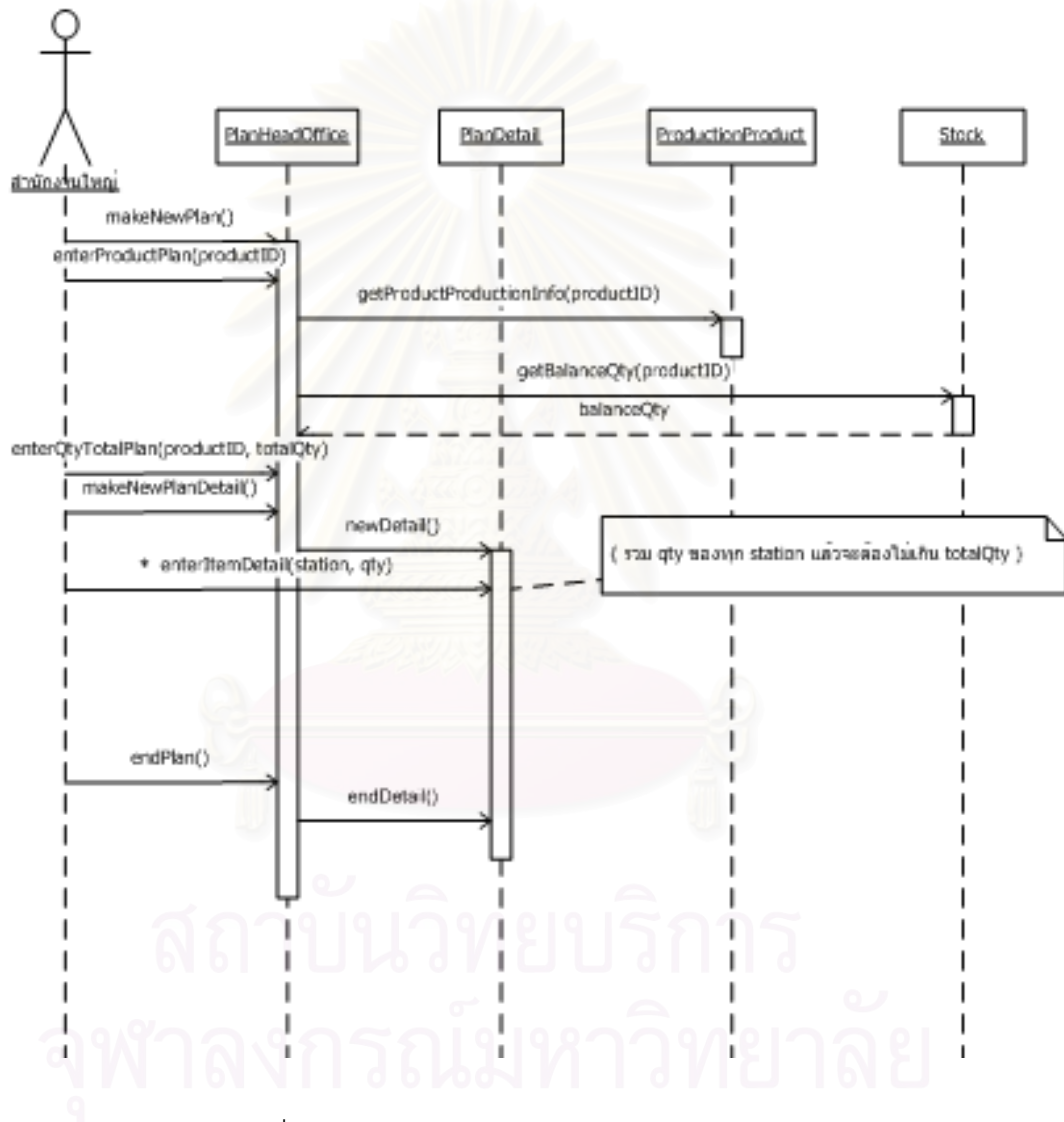 PlanHeadOffice
PlanDetail
ProductionProduct
Stock
สำนักงานใหญ่
makeNewPlan()
enterProductPlan(productID)
getProductProductionInfo(productID)
getBalanceQty(productID)
balanceQty
enterQtyTotalPlan(productID, totalQty)
makeNewPlanDetail()
newDetail()
* enterItemDetail(station, qty)
( รวม qty ของทุก station แล้วจะต้องไม่เกิน totalQty )
endPlan()
endDetail()
สถาบันวิทยบริการ
จุฬาลงกรณ์มหาวิทยาลัย